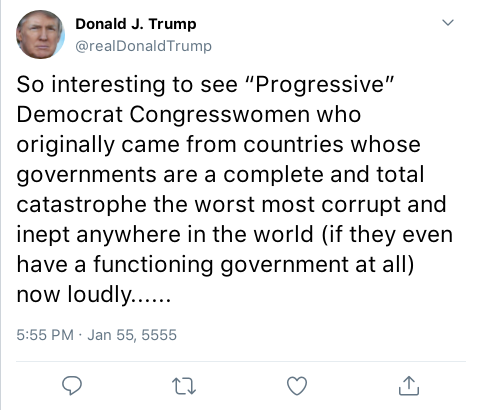 Donald J. Trump
@realDonaldTrump
So interesting to see “Progressive”
Democrat Congresswomen who
originally came from countries whose
governments are a complete and total
catastrophe the worst most corrupt and
inept anywhere in the world (if they even
have a functioning government at all)
now loudly......
5:55 PM · Jan 55, 5555